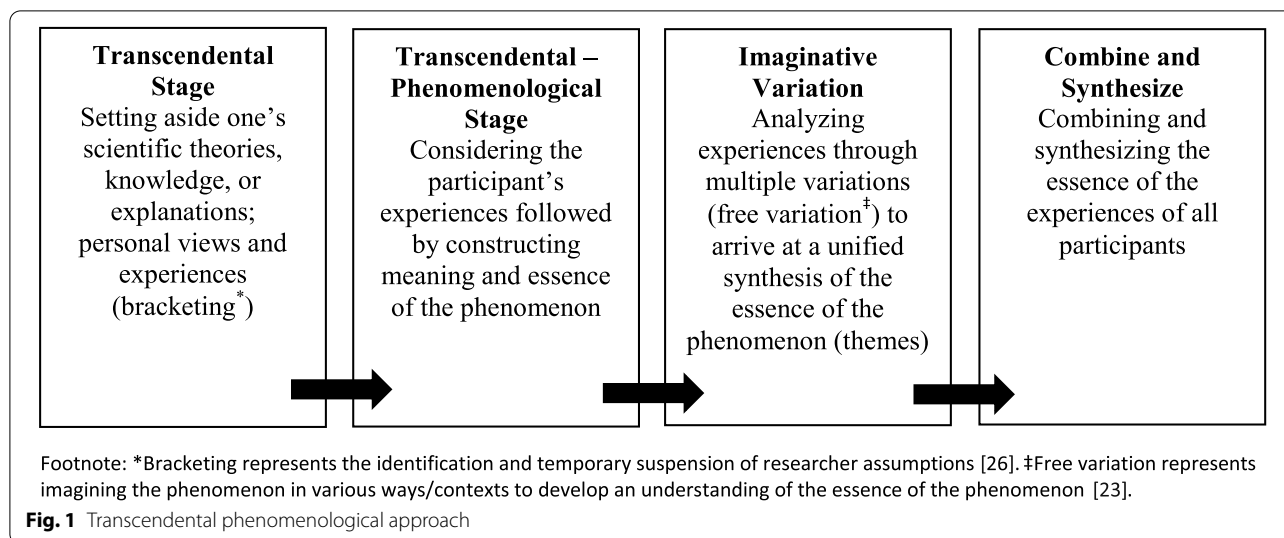 Transcendental
Stage
Setting aside one's
scientific theories,
knowledge, or
explanations;
personal views and
experiences
(bracketing*)
Transcendental –
Phenomenological
Stage
Considering the
participant's
experiences followed
by constructing
meaning and essence
of the phenomenon
Imaginative
Variation
Analyzing
experiences through
multiple variations
(free variation‡) to
arrive at a unified
synthesis of the
essence of the
phenomenon (themes)
Combine and
Synthesize
Combining and
synthesizing the
essence of the
experiences of all
participants
Footnote: *Bracketing represents the identification and temporary suspension of researcher assumptions [26]. ‡Free variation represents
imagining the phenomenon in various ways/contexts to develop an understanding of the essence of the phenomenon [23].
Fig. 1 Transcendental phenomenological approach